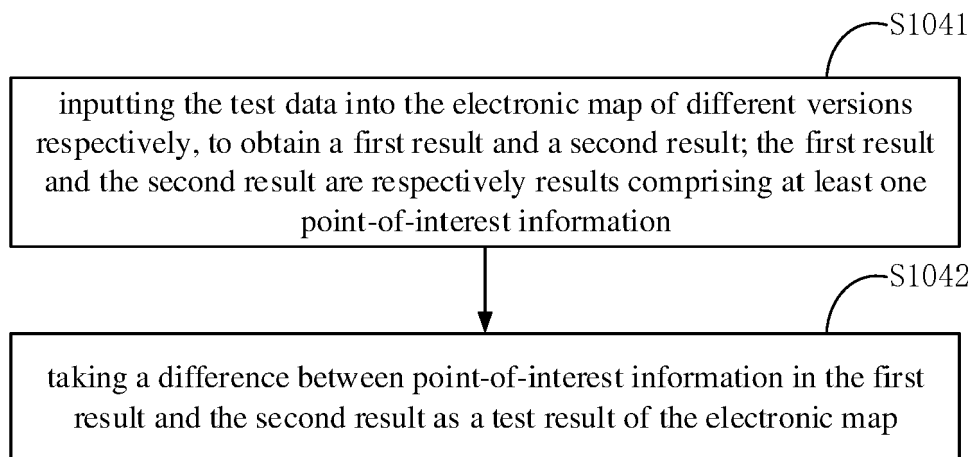 S1041
inputting the test data into the electronic map of different versions
respectively, to obtain a first result and a second result; the first result
and the second result are respectively results comprising at least one
point-of-interest information
S1042
taking a difference between point-of-interest information in the first
result and the second result as a test result of the electronic map